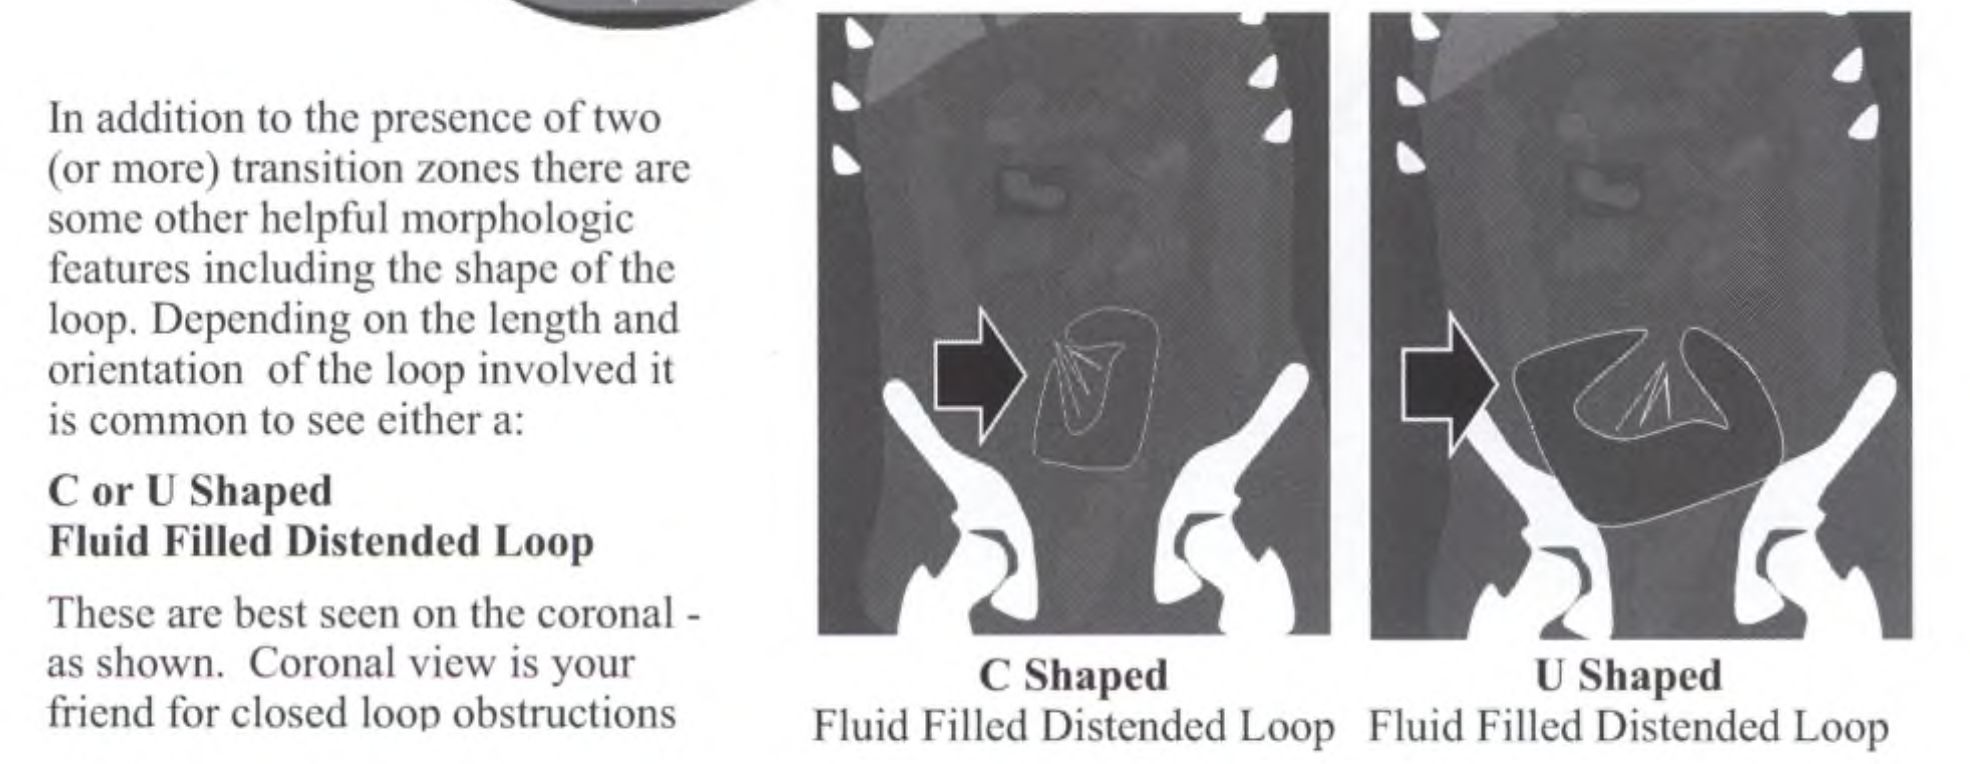 In addition to the presence of two
(or more) transition zones there are
some other helpful morphologic
features including the shape of the
loop. Depending on the length and
orientation of the loop involved it
is common to see either a:
C or U Shaped
Fluid Filled Distended Loop
These are best seen on the coronal -
as shown. Coronal view is your
friend for closed loop obstructions
C Shaped
Fluid Filled Distended Loop
U Shaped
Fluid Filled Distended Loop